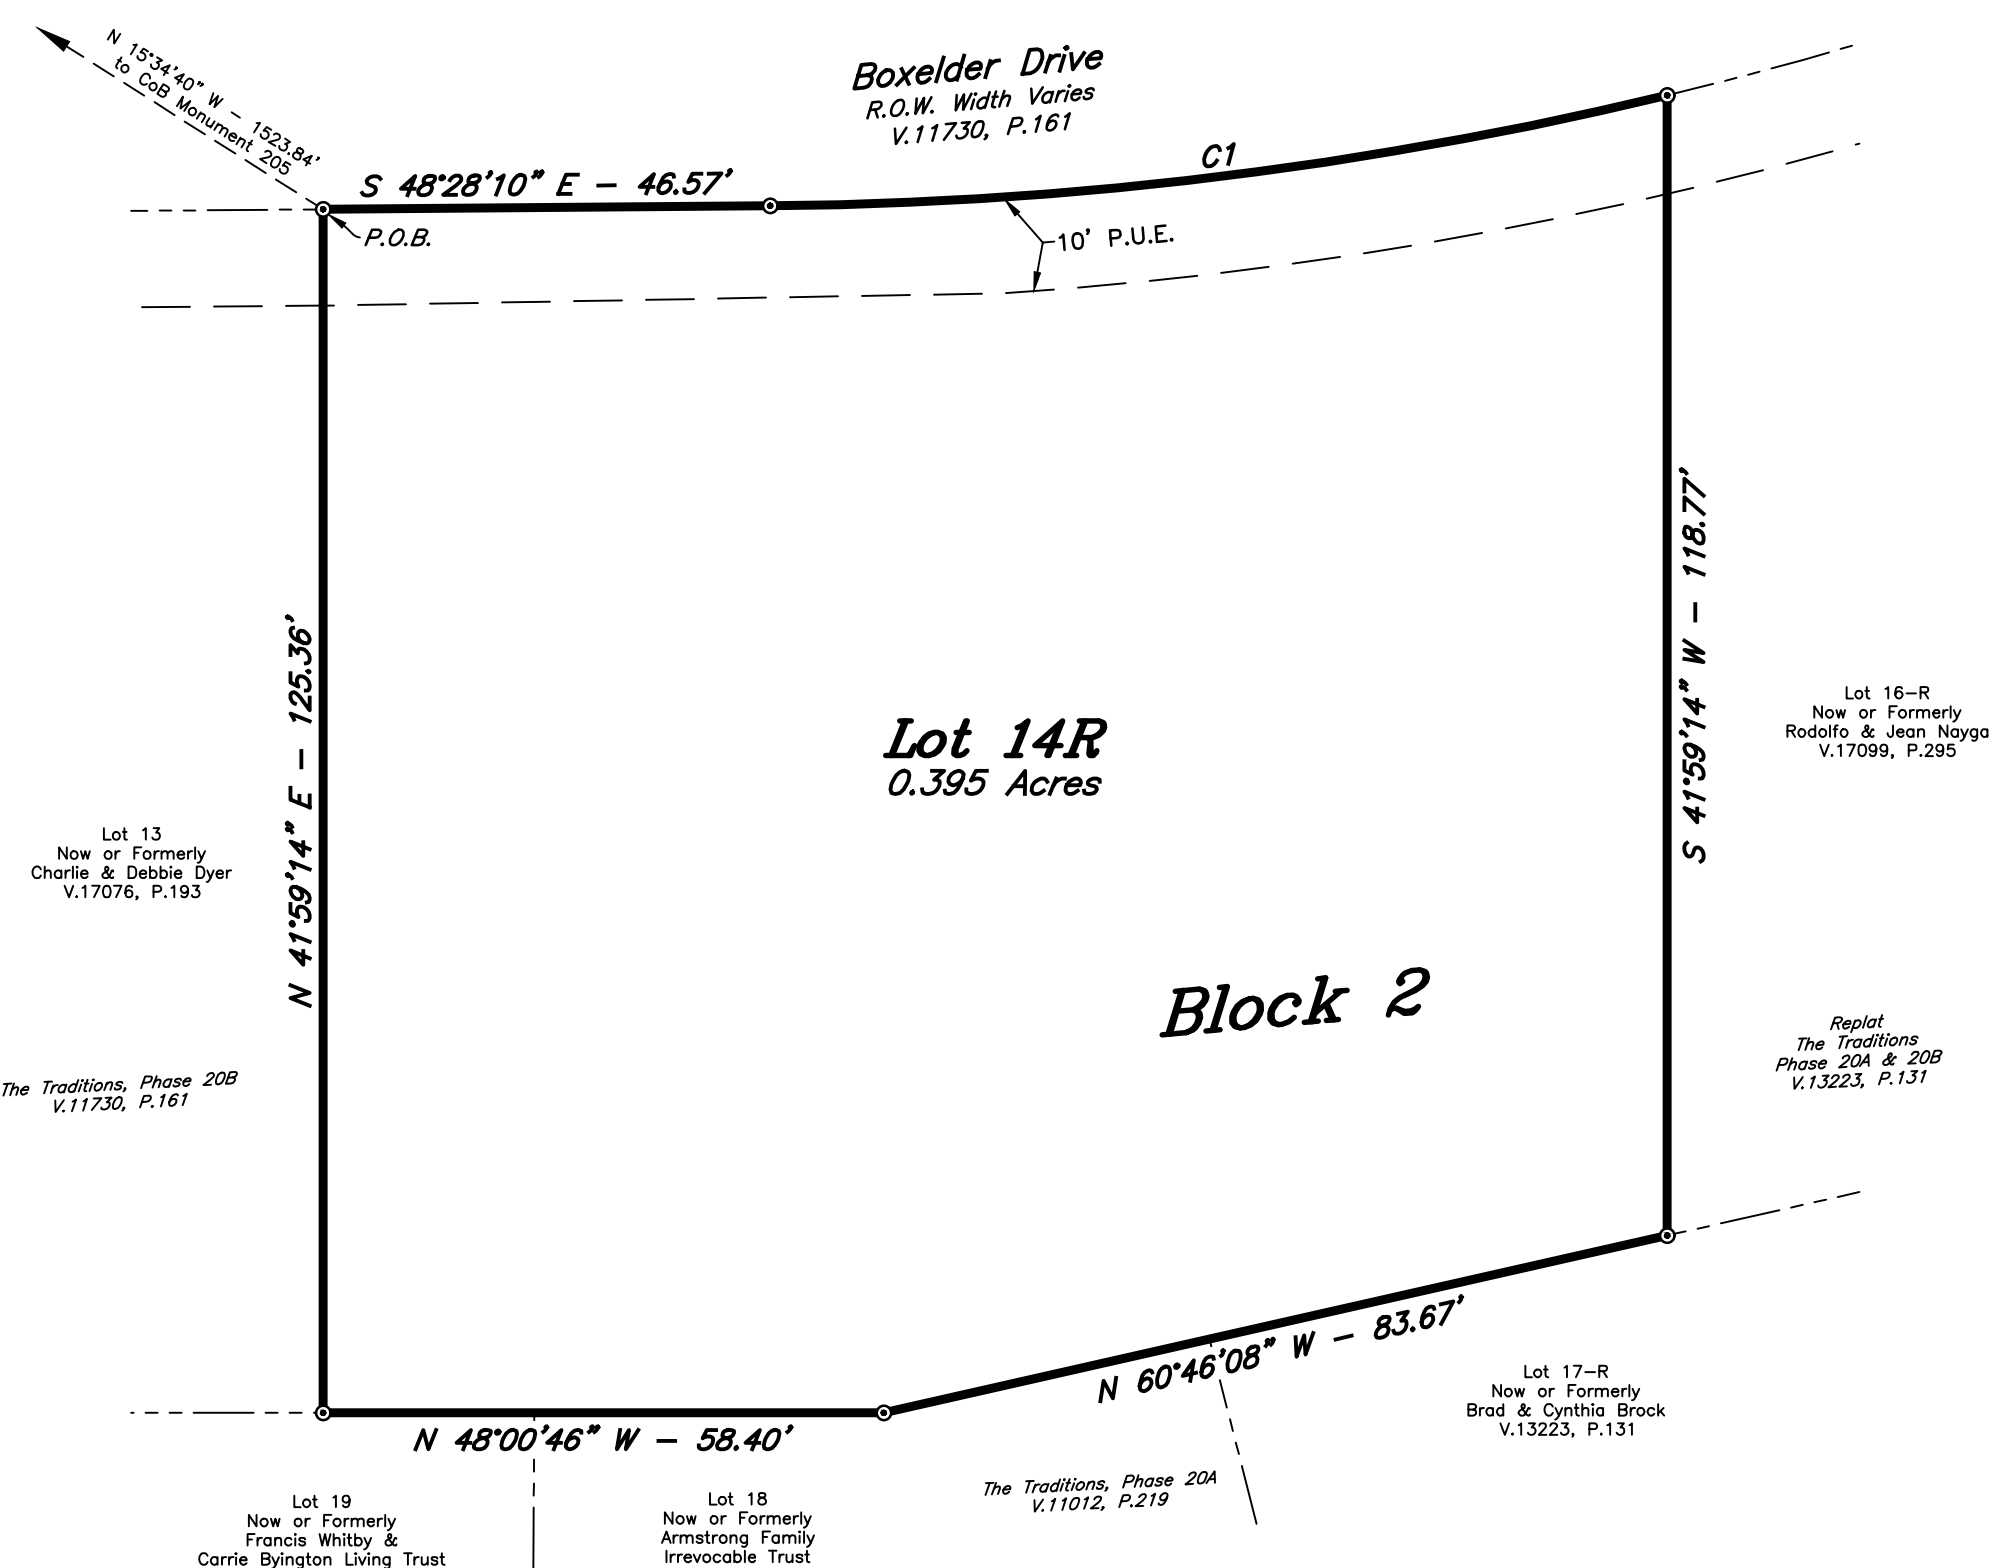 N 15°34'40" W - 1523.84'
to CoB Monument 205
Boxelder Drive
R.O.W. Width Varies
V.11730, P.161
C1
S 48°28'10" E - 46.57'
P.O.B.
10' P.U.E.
N 41°59'14" E - 125.36'
S 41°59'14" W - 118.77'
Lot 14R
0.395 Acres
Lot 16-R
Now or Formerly
Rodolfo & Jean Nayga
V.17099, P.295
Lot 13
Now or Formerly
Charlie & Debbie Dyer
V.17076, P.193
Block 2
Replat
The Traditions
Phase 20A & 20B
V.13223, P.131
The Traditions, Phase 20B
V.11730, P.161
N 60°46'08" W - 83.67'
N 48°00'46" W - 58.40'
Lot 17-R
Now or Formerly
Brad & Cynthia Brock
V.13223, P.131
The Traditions, Phase 20A
V.11012, P.219
Lot 19
Now or Formerly
Francis Whitby &
Carrie Byington Living Trust
Lot 18
Now or Formerly
Armstrong Family
Irrevocable Trust